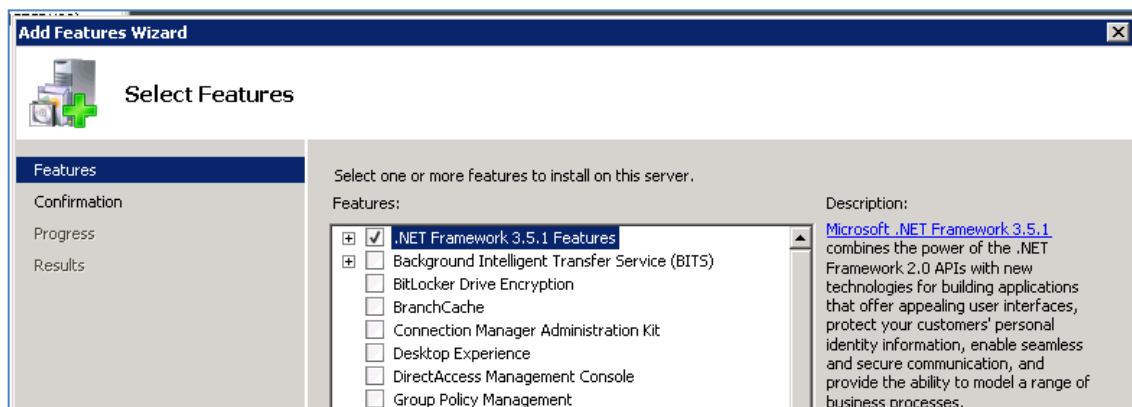 Add Features Wizard
Select Features
Features
Confirmation
Progress
Results
Select one or more features to install on this server.
Features:
.NET Framework 3.5.1 Features
Background Intelligent Transfer Service (BITS)
BitLocker Drive Encryption
BranchCache
Connection Manager Administration Kit
Desktop Experience
DirectAccess Management Console
Group Policy Management
Description:
Microsoft .NET Framework 3.5.1
combines the power of the .NET
Framework 2.0 APIs with new
technologies for building applications
that offer appealing user interfaces,
protect your customers' personal
identity information, enable seamless
and secure communication, and
provide the ability to model a range of
business processes.